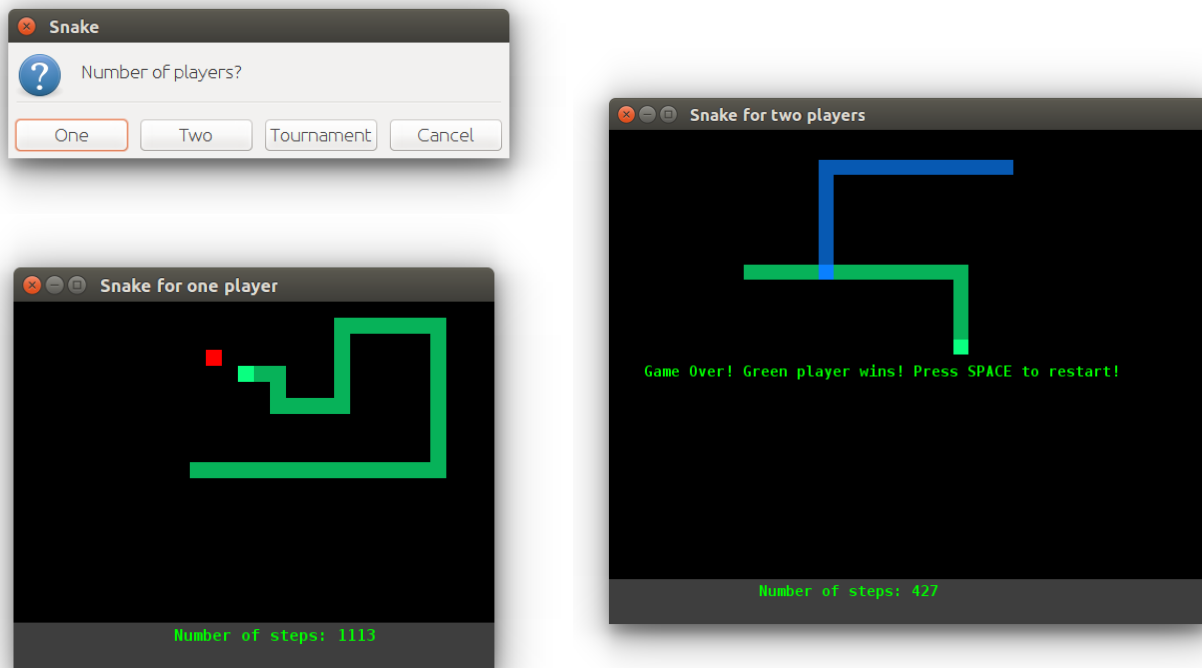 Snake
?
Number of players?
One Two Tournament Cancel
Snake for one player
Number of steps: 1113
Snake for two players
Game Over! Green player wins! Press SPACE to restart!
Number of steps: 427